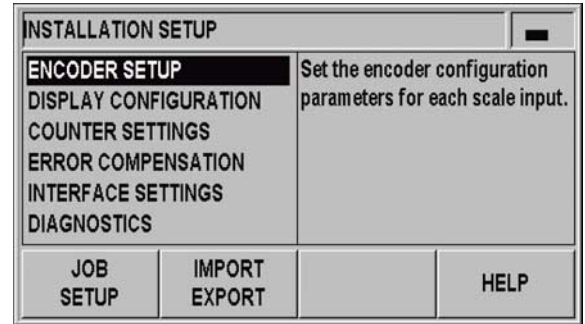 INSTALLATION SETUP
ENCODER SETUP
DISPLAY CONFIGURATION
COUNTER SETTINGS
ERROR COMPENSATION
INTERFACE SETTINGS
DIAGNOSTICS
Set the encoder configuration
parameters for each scale input.
JOB
SETUP
IMPORT
EXPORT
HELP